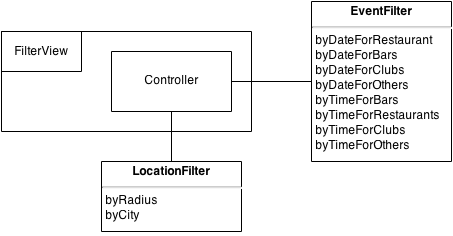 EventFilter
byDateForRestaurant
byDateForBars
byDateForClubs
byDateForOthers
byTimeForBars
byTimeForRestaurants
byTimeForClubs
byTimeForOthers
FilterView
Controller
LocationFilter
byRadius
byCity